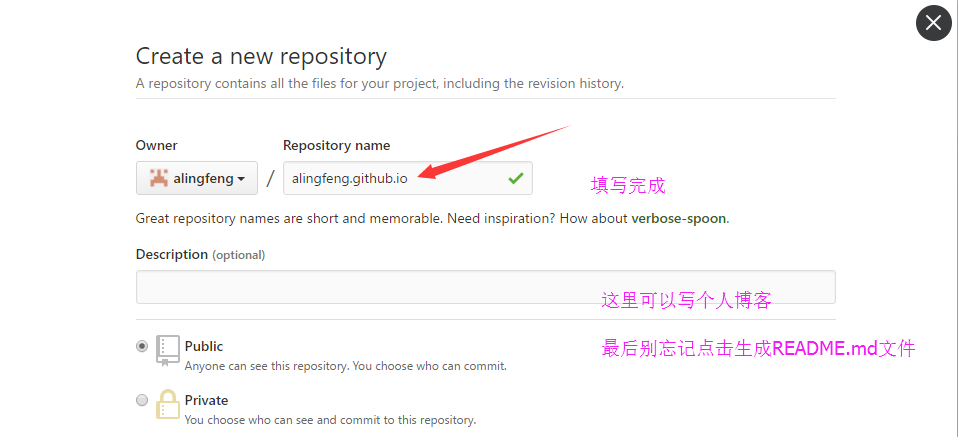 Create a new repository
A repository contains all the files for your project, including the revision history.
Owner
Repository name
alingfeng
/
alingfeng.github.io
填写完成
Great repository names are short and memorable. Need inspiration? How about verbose-spoon.
Description (optional)
这里可以写个人博客
最后别忘记点击生成README.md文件
Public
Anyone can see this repository. You choose who can commit.
Private
You choose who can see and commit to this repository.